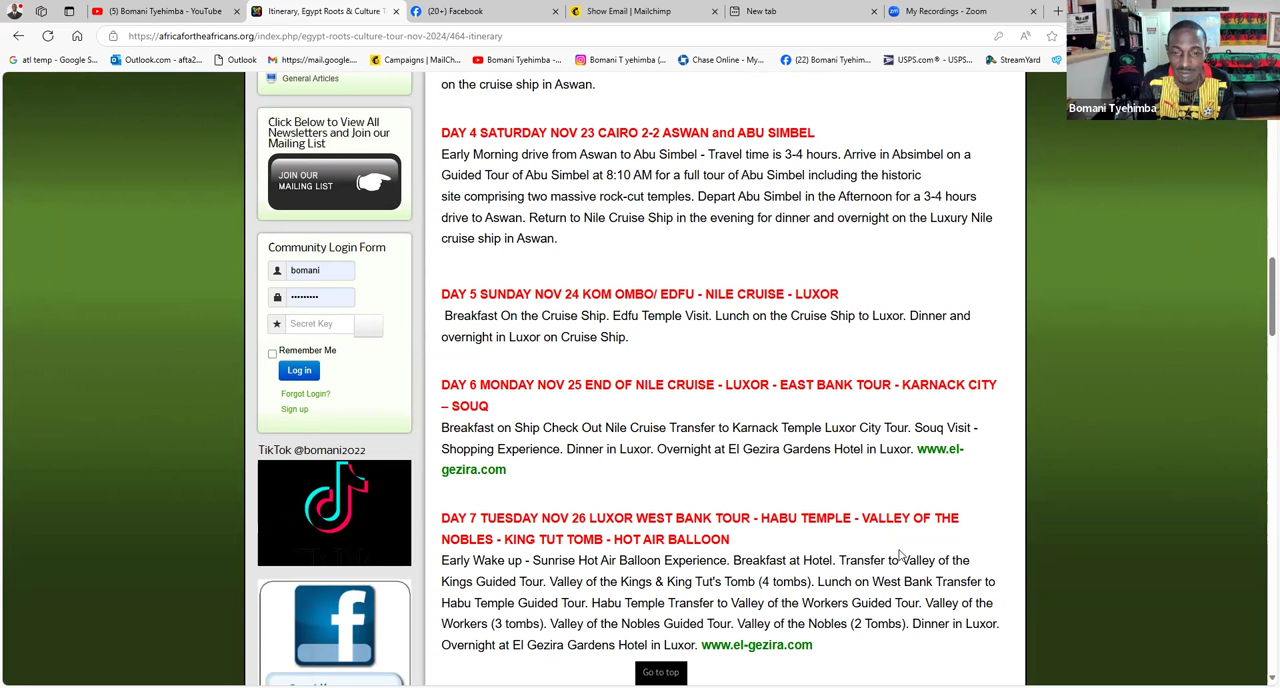 (5) Bomani Tyehimba - YouTube
Itinerary, Egypt Roots & Culture T
(20+) Facebook
Show Email | Mailchimp
New tab
My Recordings - Zoom
https://africafortheafricans.org/index.php/egypt-roots-culture-tour-nov-2024/464-itinerary
atl temp - Google S...
Outlook.com - afta2...
Outlook
https://mail.google....
Campaigns | MailCh...
Bomani Tyehimba -...
Bomani T yehimba (...
Chase Online - My...
(22) Bomani Tyehim...
USPS.com® - USPS...
StreamYard
Bomani Tyehimba
General Articles
Click Below to View All
Newsletters and Join our
Mailing List
JOIN OUR
MAILING LIST
Community Login Form
bomani
Secret Key
Remember Me
Log in
Forgot Login?
Sign up
TikTok @bomani2022
on the cruise ship in Aswan.
DAY 4 SATURDAY NOV 23 CAIRO 2-2 ASWAN and ABU SIMBEL
Early Morning drive from Aswan to Abu Simbel - Travel time is 3-4 hours. Arrive in Absimbel on a
Guided Tour of Abu Simbel at 8:10 AM for a full tour of Abu Simbel including the historic
site comprising two massive rock-cut temples. Depart Abu Simbel in the Afternoon for a 3-4 hours
drive to Aswan. Return to Nile Cruise Ship in the evening for dinner and overnight on the Luxury Nile
cruise ship in Aswan.
DAY 5 SUNDAY NOV 24 KOM OMBO/ EDFU - NILE CRUISE - LUXOR
Breakfast On the Cruise Ship. Edfu Temple Visit. Lunch on the Cruise Ship to Luxor. Dinner and
overnight in Luxor on Cruise Ship.
DAY 6 MONDAY NOV 25 END OF NILE CRUISE - LUXOR - EAST BANK TOUR - KARNACK CITY
– SOUQ
Breakfast on Ship Check Out Nile Cruise Transfer to Karnack Temple Luxor City Tour. Souq Visit -
Shopping Experience. Dinner in Luxor. Overnight at El Gezira Gardens Hotel in Luxor. www.el-
gezira.com
DAY 7 TUESDAY NOV 26 LUXOR WEST BANK TOUR - HABU TEMPLE - VALLEY OF THE
NOBLES - KING TUT TOMB - HOT AIR BALLOON
Early Wake up - Sunrise Hot Air Balloon Experience. Breakfast at Hotel. Transfer to Valley of the
Kings Guided Tour. Valley of the Kings & King Tut's Tomb (4 tombs). Lunch on West Bank Transfer to
Habu Temple Guided Tour. Habu Temple Transfer to Valley of the Workers Guided Tour. Valley of the
Workers (3 tombs). Valley of the Nobles Guided Tour. Valley of the Nobles (2 Tombs). Dinner in Luxor.
Overnight at El Gezira Gardens Hotel in Luxor. www.el-gezira.com
Go to top